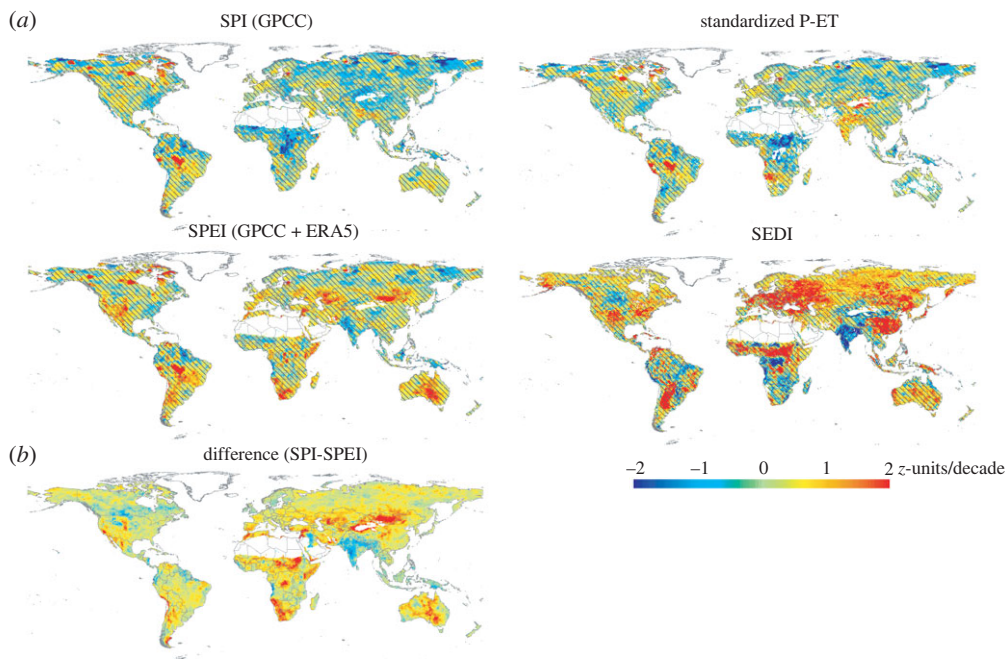 (a)
SPI (GPCC)
standardized P-ET
SPEI (GPCC + ERA5)
SEDI
(b)
difference (SPI-SPEI)
−2 −1 0 1 2 z-units/decade